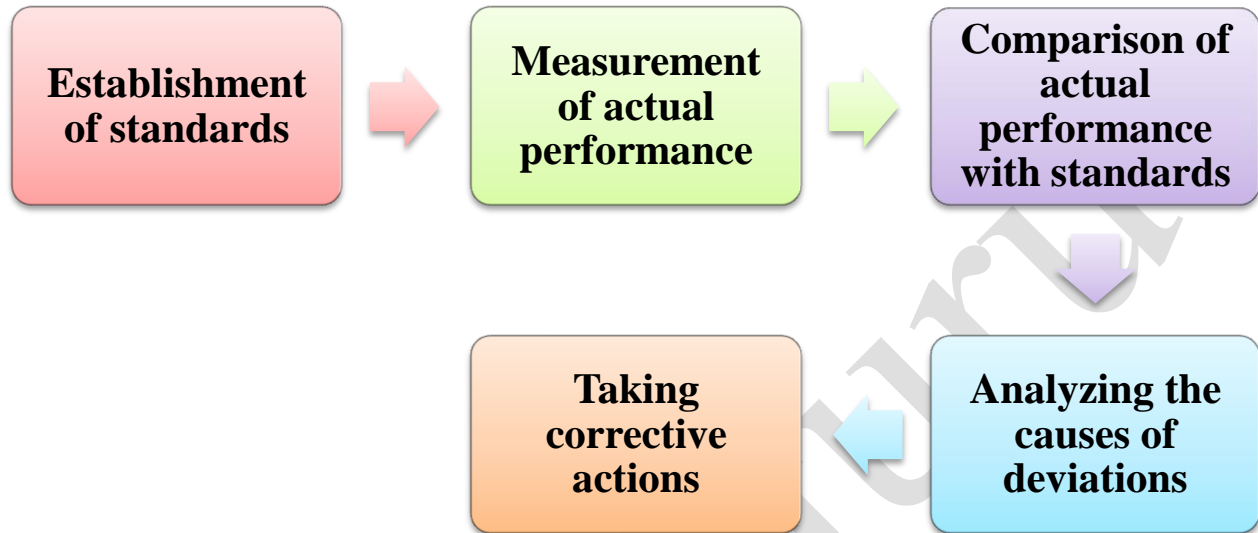 Establishment
of standards
Measurement
of actual
performance
Comparison of
actual
performance
with standards
Analyzing the
causes of
deviations
Taking
corrective
actions